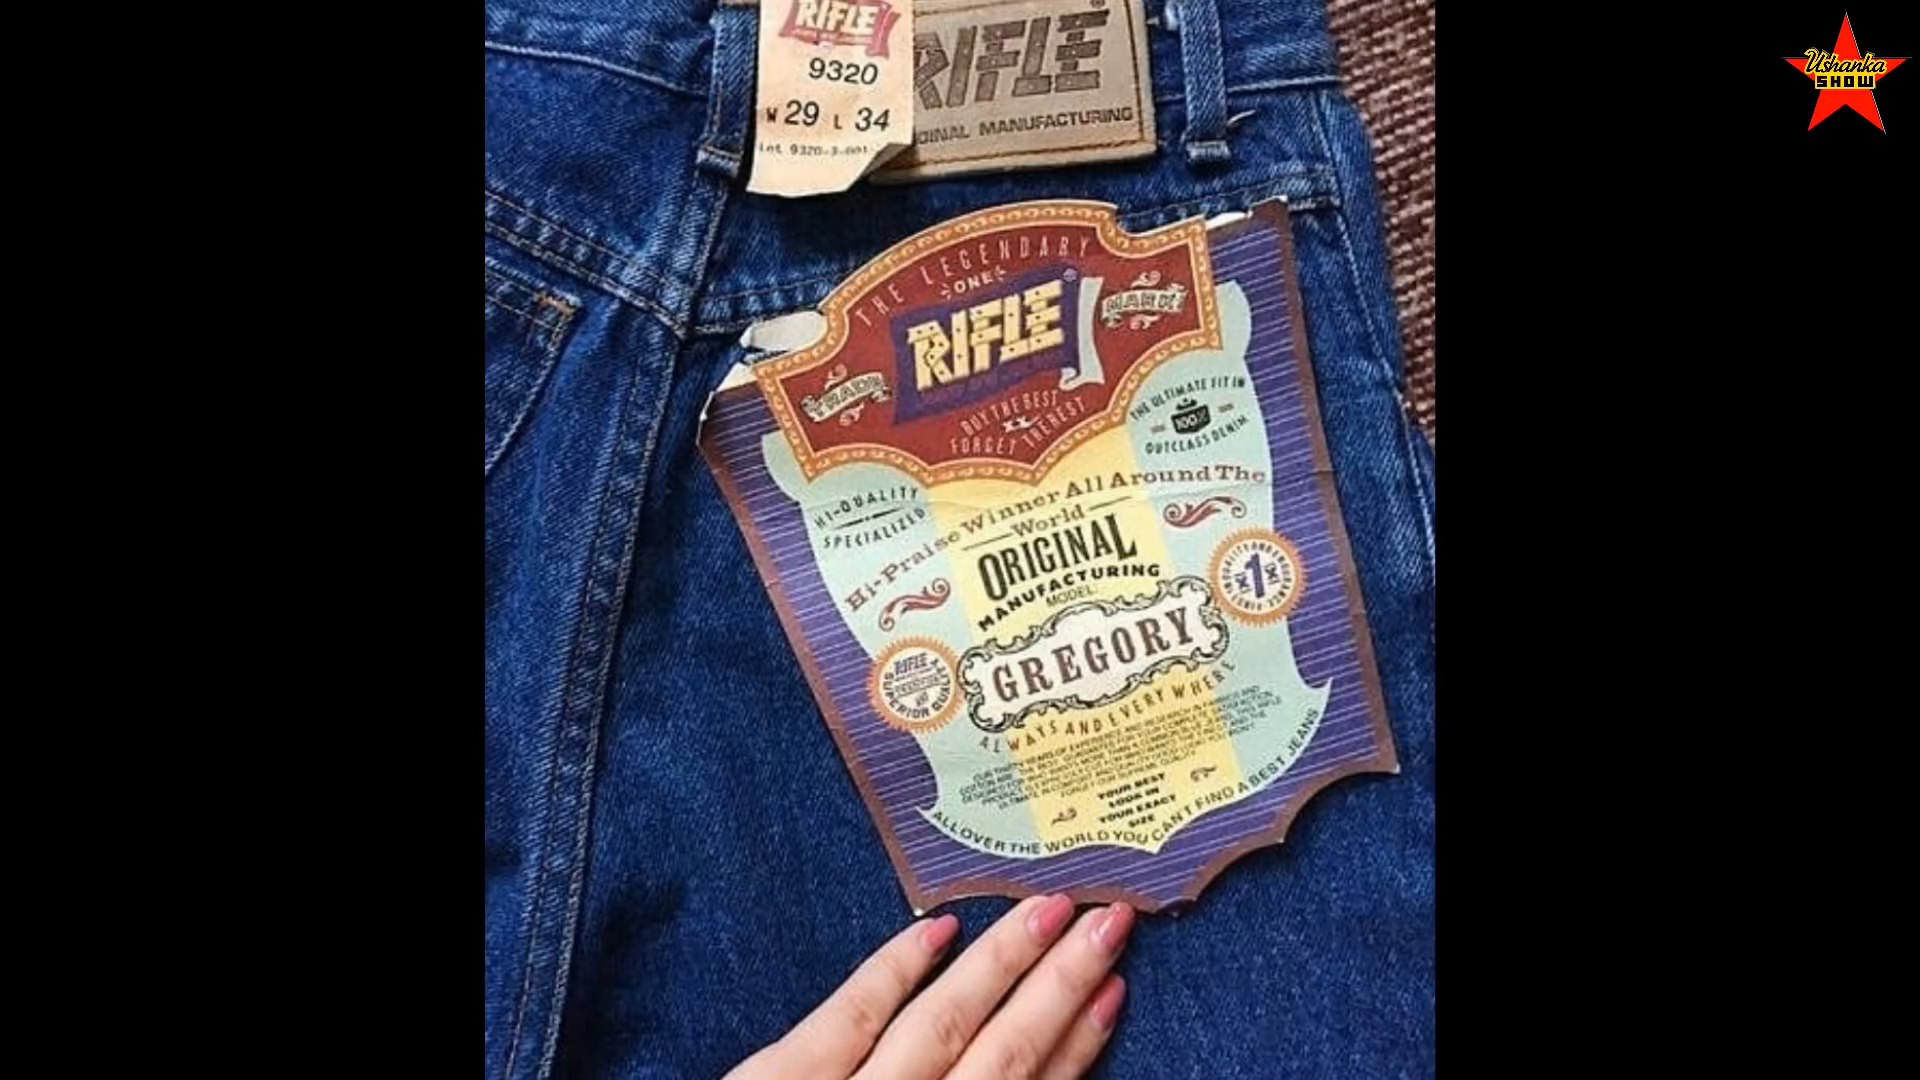 Ushanka
SHOW
RIFLE
9320
W 29 L 34
Lot 9320-3-001
RIFLE®
ORIGINAL MANUFACTURING
THE LEGENDARY
ONE
RIFLE®
TRADE MARK
BUY THE BEST
FORGET THE REST
THE ULTIMATE FIT IN
100%
OUTCLASS DENIM
HI-QUALITY
SPECIALIZED
Hi-Praise Winner All Around The
World
ORIGINAL
MANUFACTURING
MODEL:
GREGORY
1
RIFLE
SUPERIOR QUALITY
ALWAYS AND EVERYWHERE
YOUR BEST
LOOK IN
YOUR EXACT
SIZE
ALL OVER THE WORLD YOU CAN'T FIND A BEST JEANS